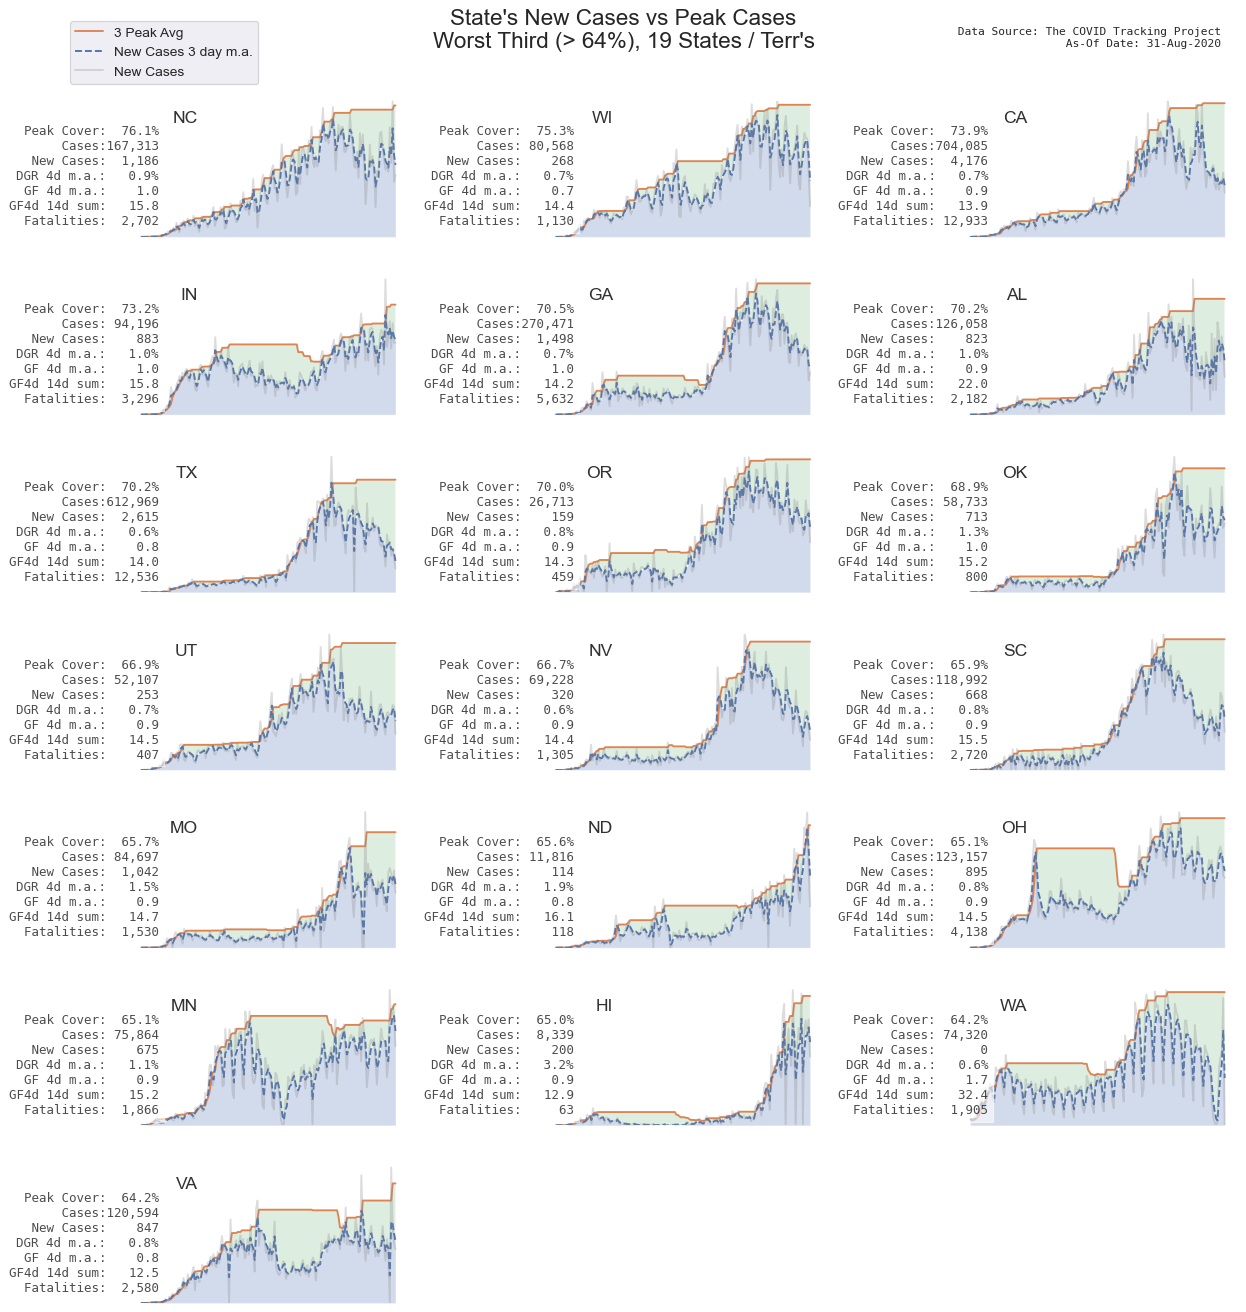 State's New Cases vs Peak Cases
Worst Third (> 64%), 19 States / Terr's
3 Peak Avg
New Cases 3 day m.a.
New Cases
Data Source: The COVID Tracking Project
As-Of Date: 31-Aug-2020
NC
Peak Cover: 76.1%
Cases:167,313
New Cases: 1,186
DGR 4d m.a.: 0.9%
GF 4d m.a.: 1.0
GF4d 14d sum: 15.8
Fatalities: 2,702
WI
Peak Cover: 75.3%
Cases: 80,568
New Cases: 268
DGR 4d m.a.: 0.7%
GF 4d m.a.: 0.7
GF4d 14d sum: 14.4
Fatalities: 1,130
CA
Peak Cover: 73.9%
Cases:704,085
New Cases: 4,176
DGR 4d m.a.: 0.7%
GF 4d m.a.: 0.9
GF4d 14d sum: 13.9
Fatalities: 12,933
IN
Peak Cover: 73.2%
Cases: 94,196
New Cases: 883
DGR 4d m.a.: 1.0%
GF 4d m.a.: 1.0
GF4d 14d sum: 15.8
Fatalities: 3,296
GA
Peak Cover: 70.5%
Cases:270,471
New Cases: 1,498
DGR 4d m.a.: 0.7%
GF 4d m.a.: 1.0
GF4d 14d sum: 14.2
Fatalities: 5,632
AL
Peak Cover: 70.2%
Cases:126,058
New Cases: 823
DGR 4d m.a.: 1.0%
GF 4d m.a.: 0.9
GF4d 14d sum: 22.0
Fatalities: 2,182
TX
Peak Cover: 70.2%
Cases:612,969
New Cases: 2,615
DGR 4d m.a.: 0.6%
GF 4d m.a.: 0.8
GF4d 14d sum: 14.0
Fatalities: 12,536
OR
Peak Cover: 70.0%
Cases: 26,713
New Cases: 159
DGR 4d m.a.: 0.8%
GF 4d m.a.: 0.9
GF4d 14d sum: 14.3
Fatalities: 459
OK
Peak Cover: 68.9%
Cases: 58,733
New Cases: 713
DGR 4d m.a.: 1.3%
GF 4d m.a.: 1.0
GF4d 14d sum: 15.2
Fatalities: 800
UT
Peak Cover: 66.9%
Cases: 52,107
New Cases: 253
DGR 4d m.a.: 0.7%
GF 4d m.a.: 0.9
GF4d 14d sum: 14.5
Fatalities: 407
NV
Peak Cover: 66.7%
Cases: 69,228
New Cases: 320
DGR 4d m.a.: 0.6%
GF 4d m.a.: 0.9
GF4d 14d sum: 14.4
Fatalities: 1,305
SC
Peak Cover: 65.9%
Cases:118,992
New Cases: 668
DGR 4d m.a.: 0.8%
GF 4d m.a.: 0.9
GF4d 14d sum: 15.5
Fatalities: 2,720
MO
Peak Cover: 65.7%
Cases: 84,697
New Cases: 1,042
DGR 4d m.a.: 1.5%
GF 4d m.a.: 0.9
GF4d 14d sum: 14.7
Fatalities: 1,530
ND
Peak Cover: 65.6%
Cases: 11,816
New Cases: 114
DGR 4d m.a.: 1.9%
GF 4d m.a.: 0.8
GF4d 14d sum: 16.1
Fatalities: 118
OH
Peak Cover: 65.1%
Cases:123,157
New Cases: 895
DGR 4d m.a.: 0.8%
GF 4d m.a.: 0.9
GF4d 14d sum: 14.5
Fatalities: 4,138
MN
Peak Cover: 65.1%
Cases: 75,864
New Cases: 675
DGR 4d m.a.: 1.1%
GF 4d m.a.: 0.9
GF4d 14d sum: 15.2
Fatalities: 1,866
HI
Peak Cover: 65.0%
Cases: 8,339
New Cases: 200
DGR 4d m.a.: 3.2%
GF 4d m.a.: 0.9
GF4d 14d sum: 12.9
Fatalities: 63
WA
Peak Cover: 64.2%
Cases: 74,320
New Cases: 0
DGR 4d m.a.: 0.6%
GF 4d m.a.: 1.7
GF4d 14d sum: 32.4
Fatalities: 1,905
VA
Peak Cover: 64.2%
Cases:120,594
New Cases: 847
DGR 4d m.a.: 0.8%
GF 4d m.a.: 0.8
GF4d 14d sum: 12.5
Fatalities: 2,580